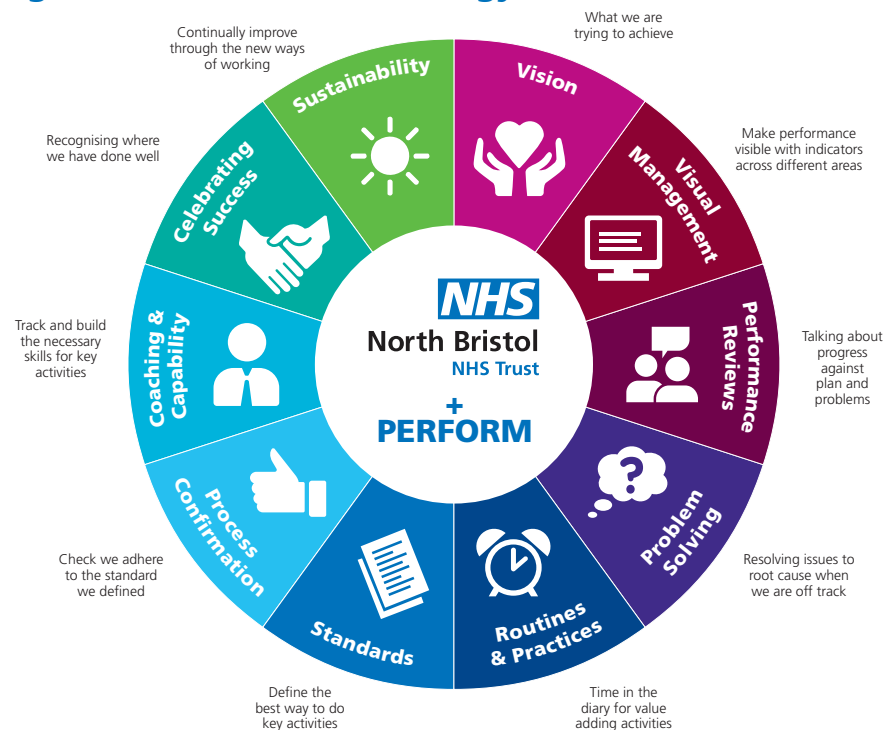 What we are
trying to achieve
Vision
Make performance
visible with indicators
across different areas
Visual
Management
Talking about
progress
against
plan and
problems
Performance
Reviews
Resolving issues to
root cause when
we are off track
Problem
Solving
?
Time in the
diary for value
adding activities
Routines
& Practices
Define the
best way to do
key activities
Standards
Check we adhere
to the standard
we defined
Process
Confirmation
Track and build
the necessary
skills for key
activities
Coaching &
Capability
Recognising where
we have done well
Celebrating
Success
Continually improve
through the new ways
of working
Sustainability
NHS
North Bristol
NHS Trust
+
PERFORM